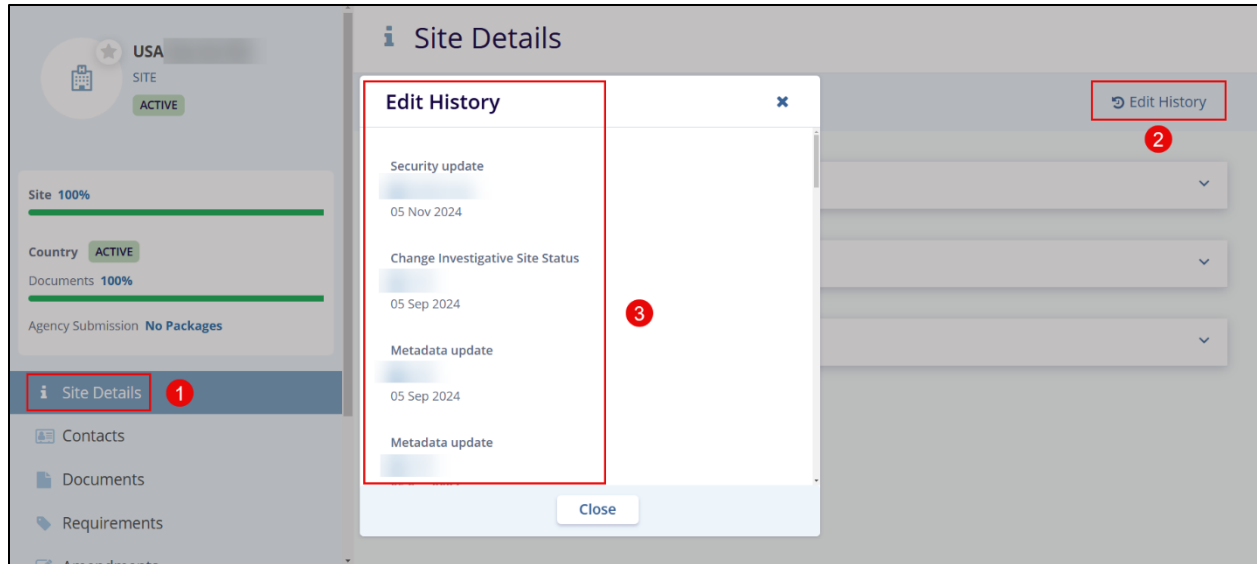 USA
SITE
ACTIVE
Site 100%
Country ACTIVE
Documents 100%
Agency Submission No Packages
i Site Details 1
Contacts
Documents
Requirements
Amendments
i Site Details
Edit History
2
Edit History
Security update
05 Nov 2024
Change Investigative Site Status
05 Sep 2024
3
Metadata update
05 Sep 2024
Metadata update
Close